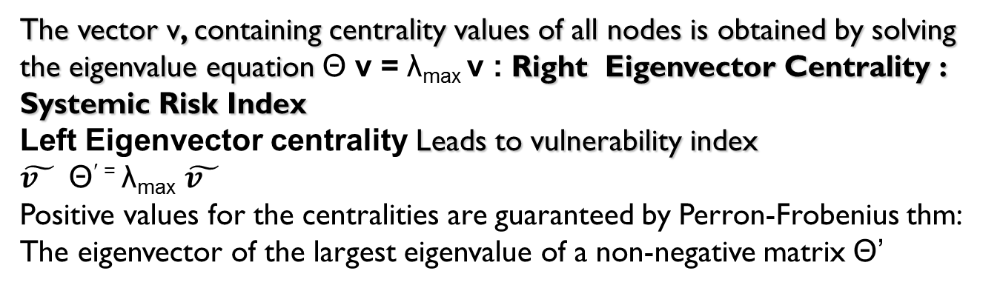 The vector v, containing centrality values of all nodes is obtained by solving
the eigenvalue equation Θ v = λmax v : Right Eigenvector Centrality :
Systemic Risk Index
Left Eigenvector centrality Leads to vulnerability index
ṽ Θ′ = λmax ṽ
Positive values for the centralities are guaranteed by Perron-Frobenius thm:
The eigenvector of the largest eigenvalue of a non-negative matrix Θ’